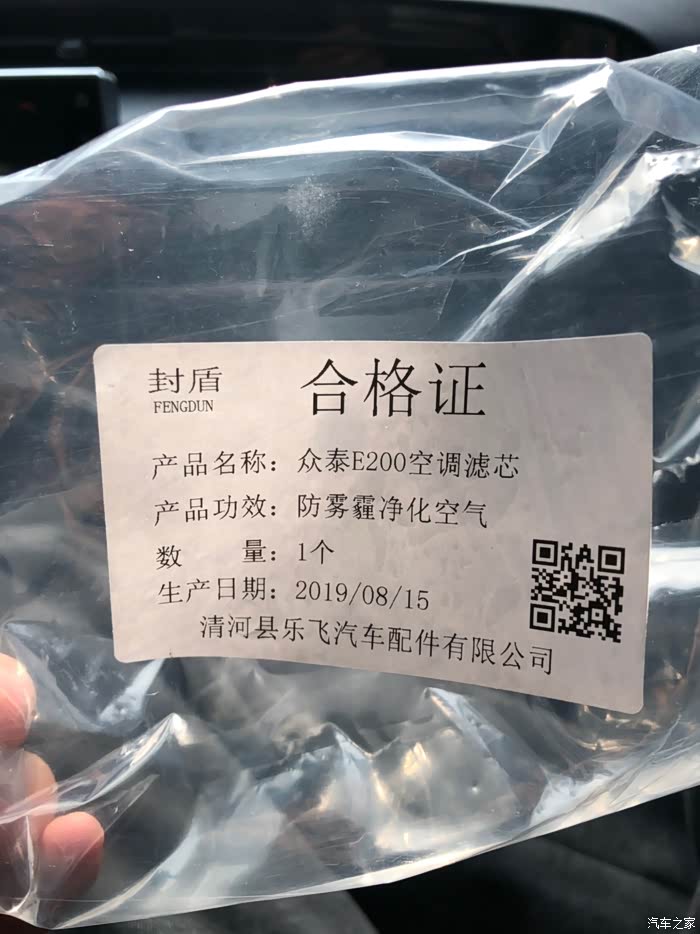 封盾
FENGDUN
合格证
产品名称：众泰E200空调滤芯
产品功效：防雾霾净化空气
数　　量：1个
生产日期：2019/08/15
清河县乐飞汽车配件有限公司
汽车之家